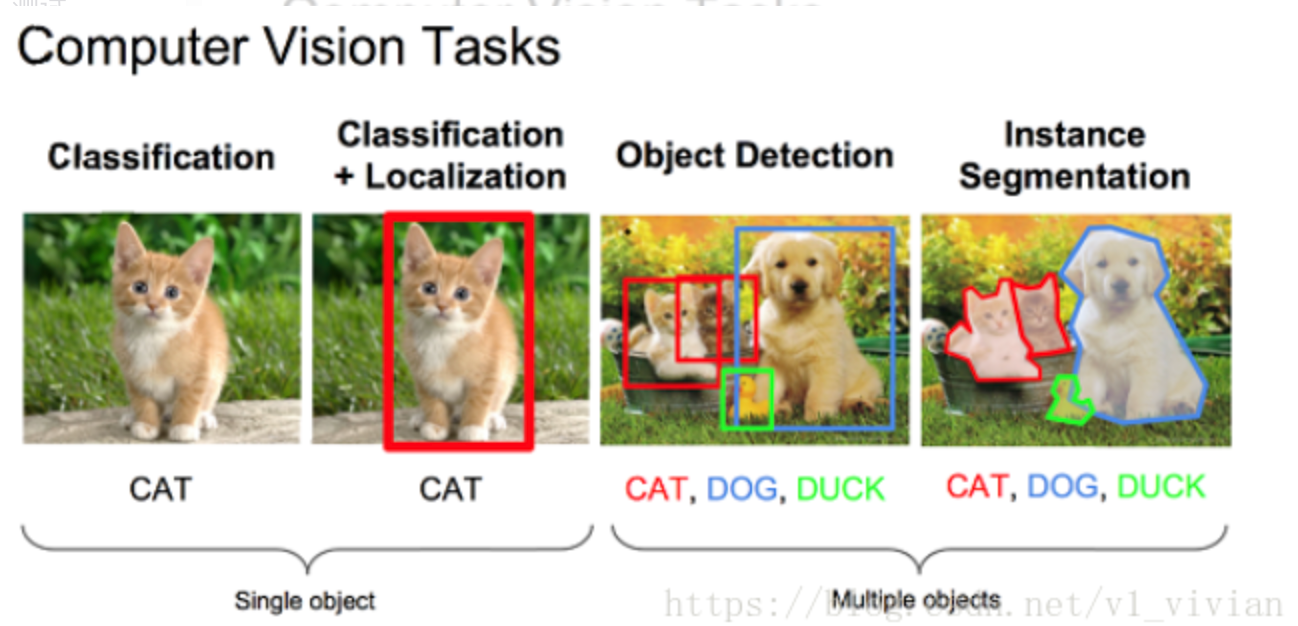 Computer Vision Tasks
Classification
Classification
+ Localization
Object Detection
Instance
Segmentation
CAT
CAT
CAT, DOG, DUCK
CAT, DOG, DUCK
Single object
Multiple objects
https://blog.csdn.net/v1_vivian